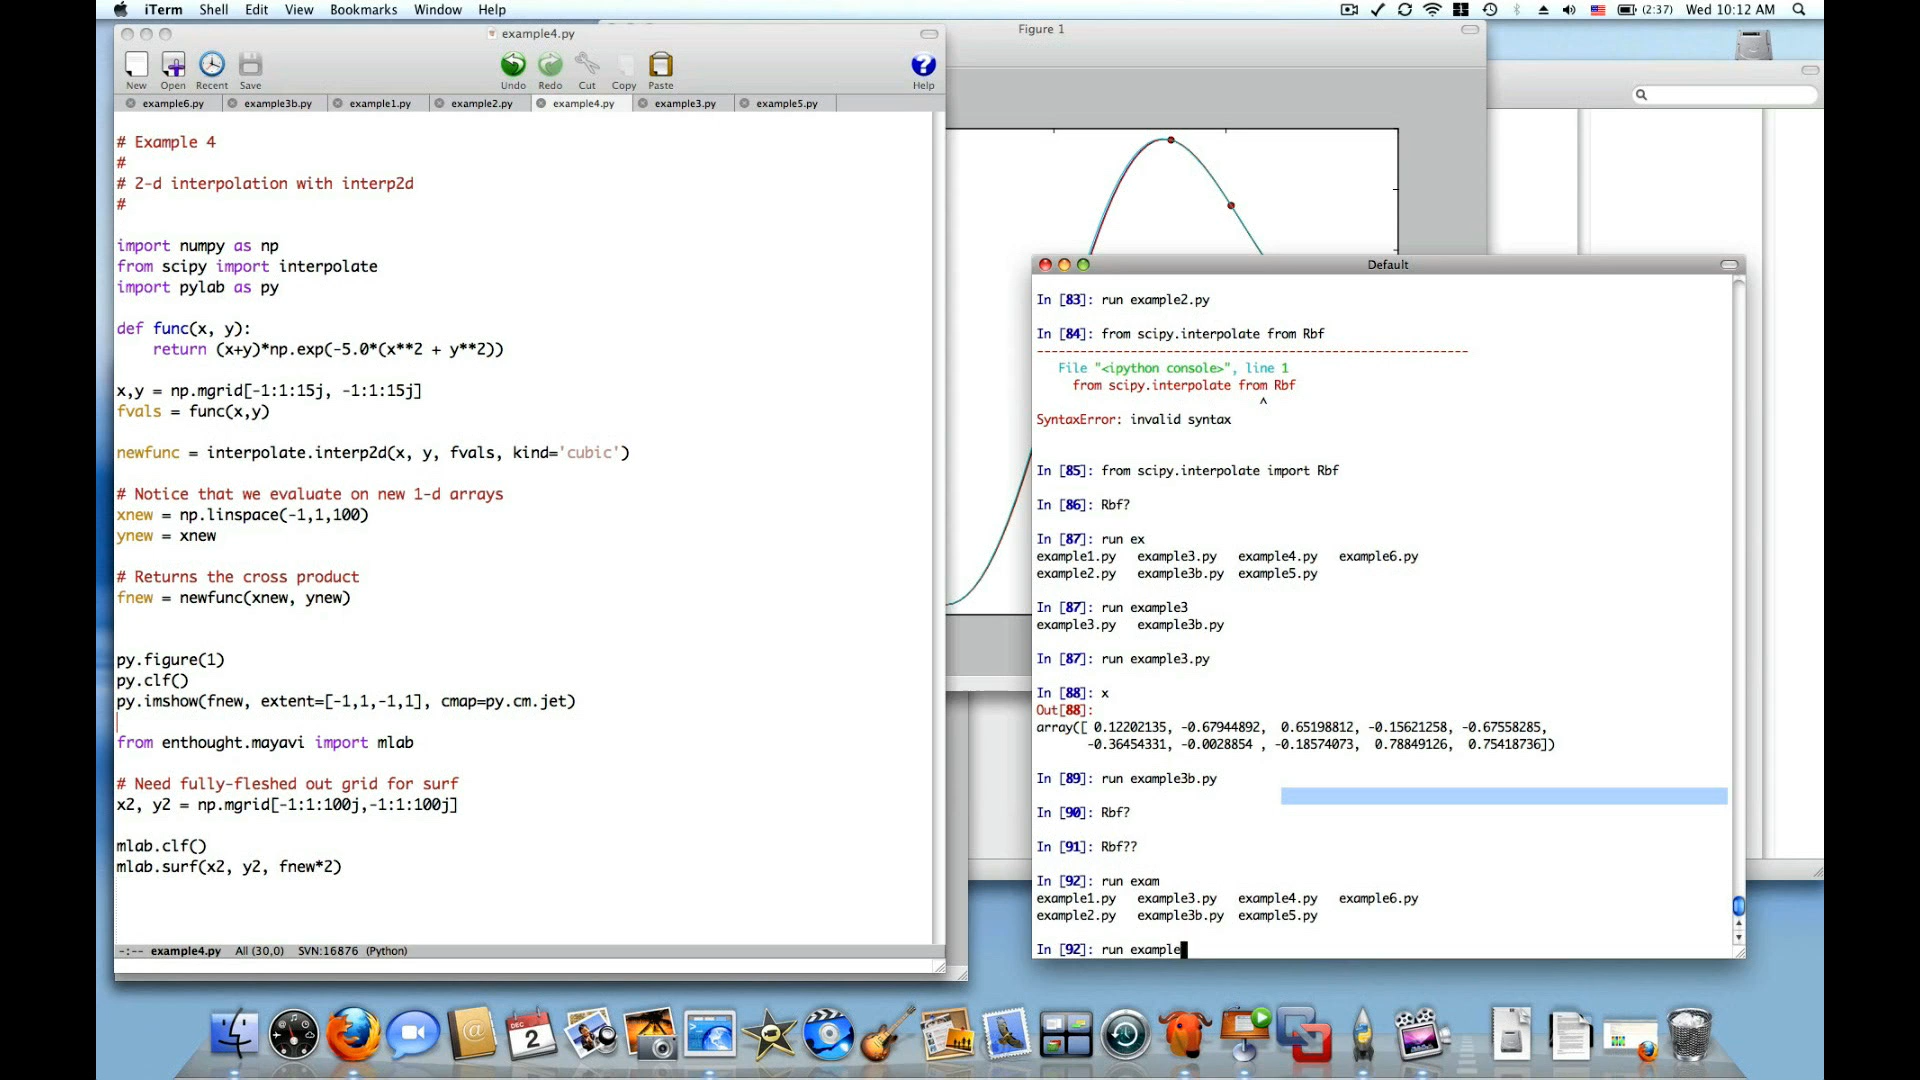 iTerm Shell Edit View Bookmarks Window Help
(2:37) Wed 10:12 AM
example4.py
New Open Recent Save Undo Redo Cut Copy Paste Help
example6.py example3b.py example1.py example2.py example4.py example3.py example5.py
# Example 4
#
# 2-d interpolation with interp2d
#
import numpy as np
from scipy import interpolate
import pylab as py
def func(x, y):
return (x+y)*np.exp(-5.0*(x**2 + y**2))
x,y = np.mgrid[-1:1:15j, -1:1:15j]
fvals = func(x,y)
newfunc = interpolate.interp2d(x, y, fvals, kind='cubic')
# Notice that we evaluate on new 1-d arrays
xnew = np.linspace(-1,1,100)
ynew = xnew
# Returns the cross product
fnew = newfunc(xnew, ynew)
py.figure(1)
py.clf()
py.imshow(fnew, extent=[-1,1,-1,1], cmap=py.cm.jet)
from enthought.mayavi import mlab
# Need fully-fleshed out grid for surf
x2, y2 = np.mgrid[-1:1:100j,-1:1:100j]
mlab.clf()
mlab.surf(x2, y2, fnew*2)
-:-- example4.py All (30,0) SVN:16876 (Python)
Figure 1
Default
In [83]: run example2.py
In [84]: from scipy.interpolate from Rbf
------------------------------------------------------------
File "<ipython console>", line 1
from scipy.interpolate from Rbf
^
SyntaxError: invalid syntax
In [85]: from scipy.interpolate import Rbf
In [86]: Rbf?
In [87]: run ex
example1.py example3.py example4.py example6.py
example2.py example3b.py example5.py
In [87]: run example3
example3.py example3b.py
In [87]: run example3.py
In [88]: x
Out[88]:
array([ 0.12202135, -0.67944892, 0.65198812, -0.15621258, -0.67558285,
-0.36454331, -0.0028854 , -0.18574073, 0.78849126, 0.75418736])
In [89]: run example3b.py
In [90]: Rbf?
In [91]: Rbf??
In [92]: run exam
example1.py example3.py example4.py example6.py
example2.py example3b.py example5.py
In [92]: run example
DEC
2